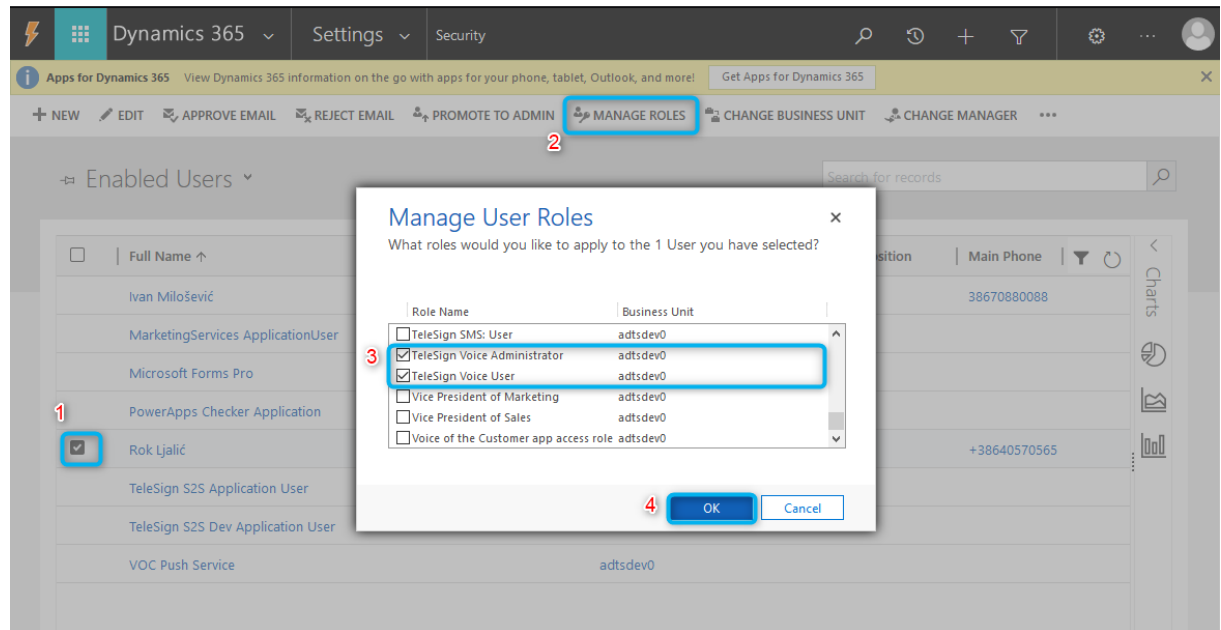 Dynamics 365 Settings Security
Apps for Dynamics 365 View Dynamics 365 information on the go with apps for your phone, tablet, Outlook, and more! Get Apps for Dynamics 365
NEW EDIT APPROVE EMAIL REJECT EMAIL PROMOTE TO ADMIN MANAGE ROLES CHANGE BUSINESS UNIT CHANGE MANAGER •••
2
Enabled Users
Search for records
Manage User Roles
What roles would you like to apply to the 1 User you have selected?
Full Name ↑ sition Main Phone
Charts
Ivan Milošević 38670880088
Role Name Business Unit
TeleSign SMS: User adtsdev0
MarketingServices ApplicationUser
3
TeleSign Voice Administrator adtsdev0
TeleSign Voice User adtsdev0
Microsoft Forms Pro
Vice President of Marketing adtsdev0
Vice President of Sales adtsdev0
PowerApps Checker Application
1
Voice of the Customer app access role adtsdev0
Rok Ljalić +38640570565
TeleSign S2S Application User
4
OK Cancel
TeleSign S2S Dev Application User
VOC Push Service adtsdev0